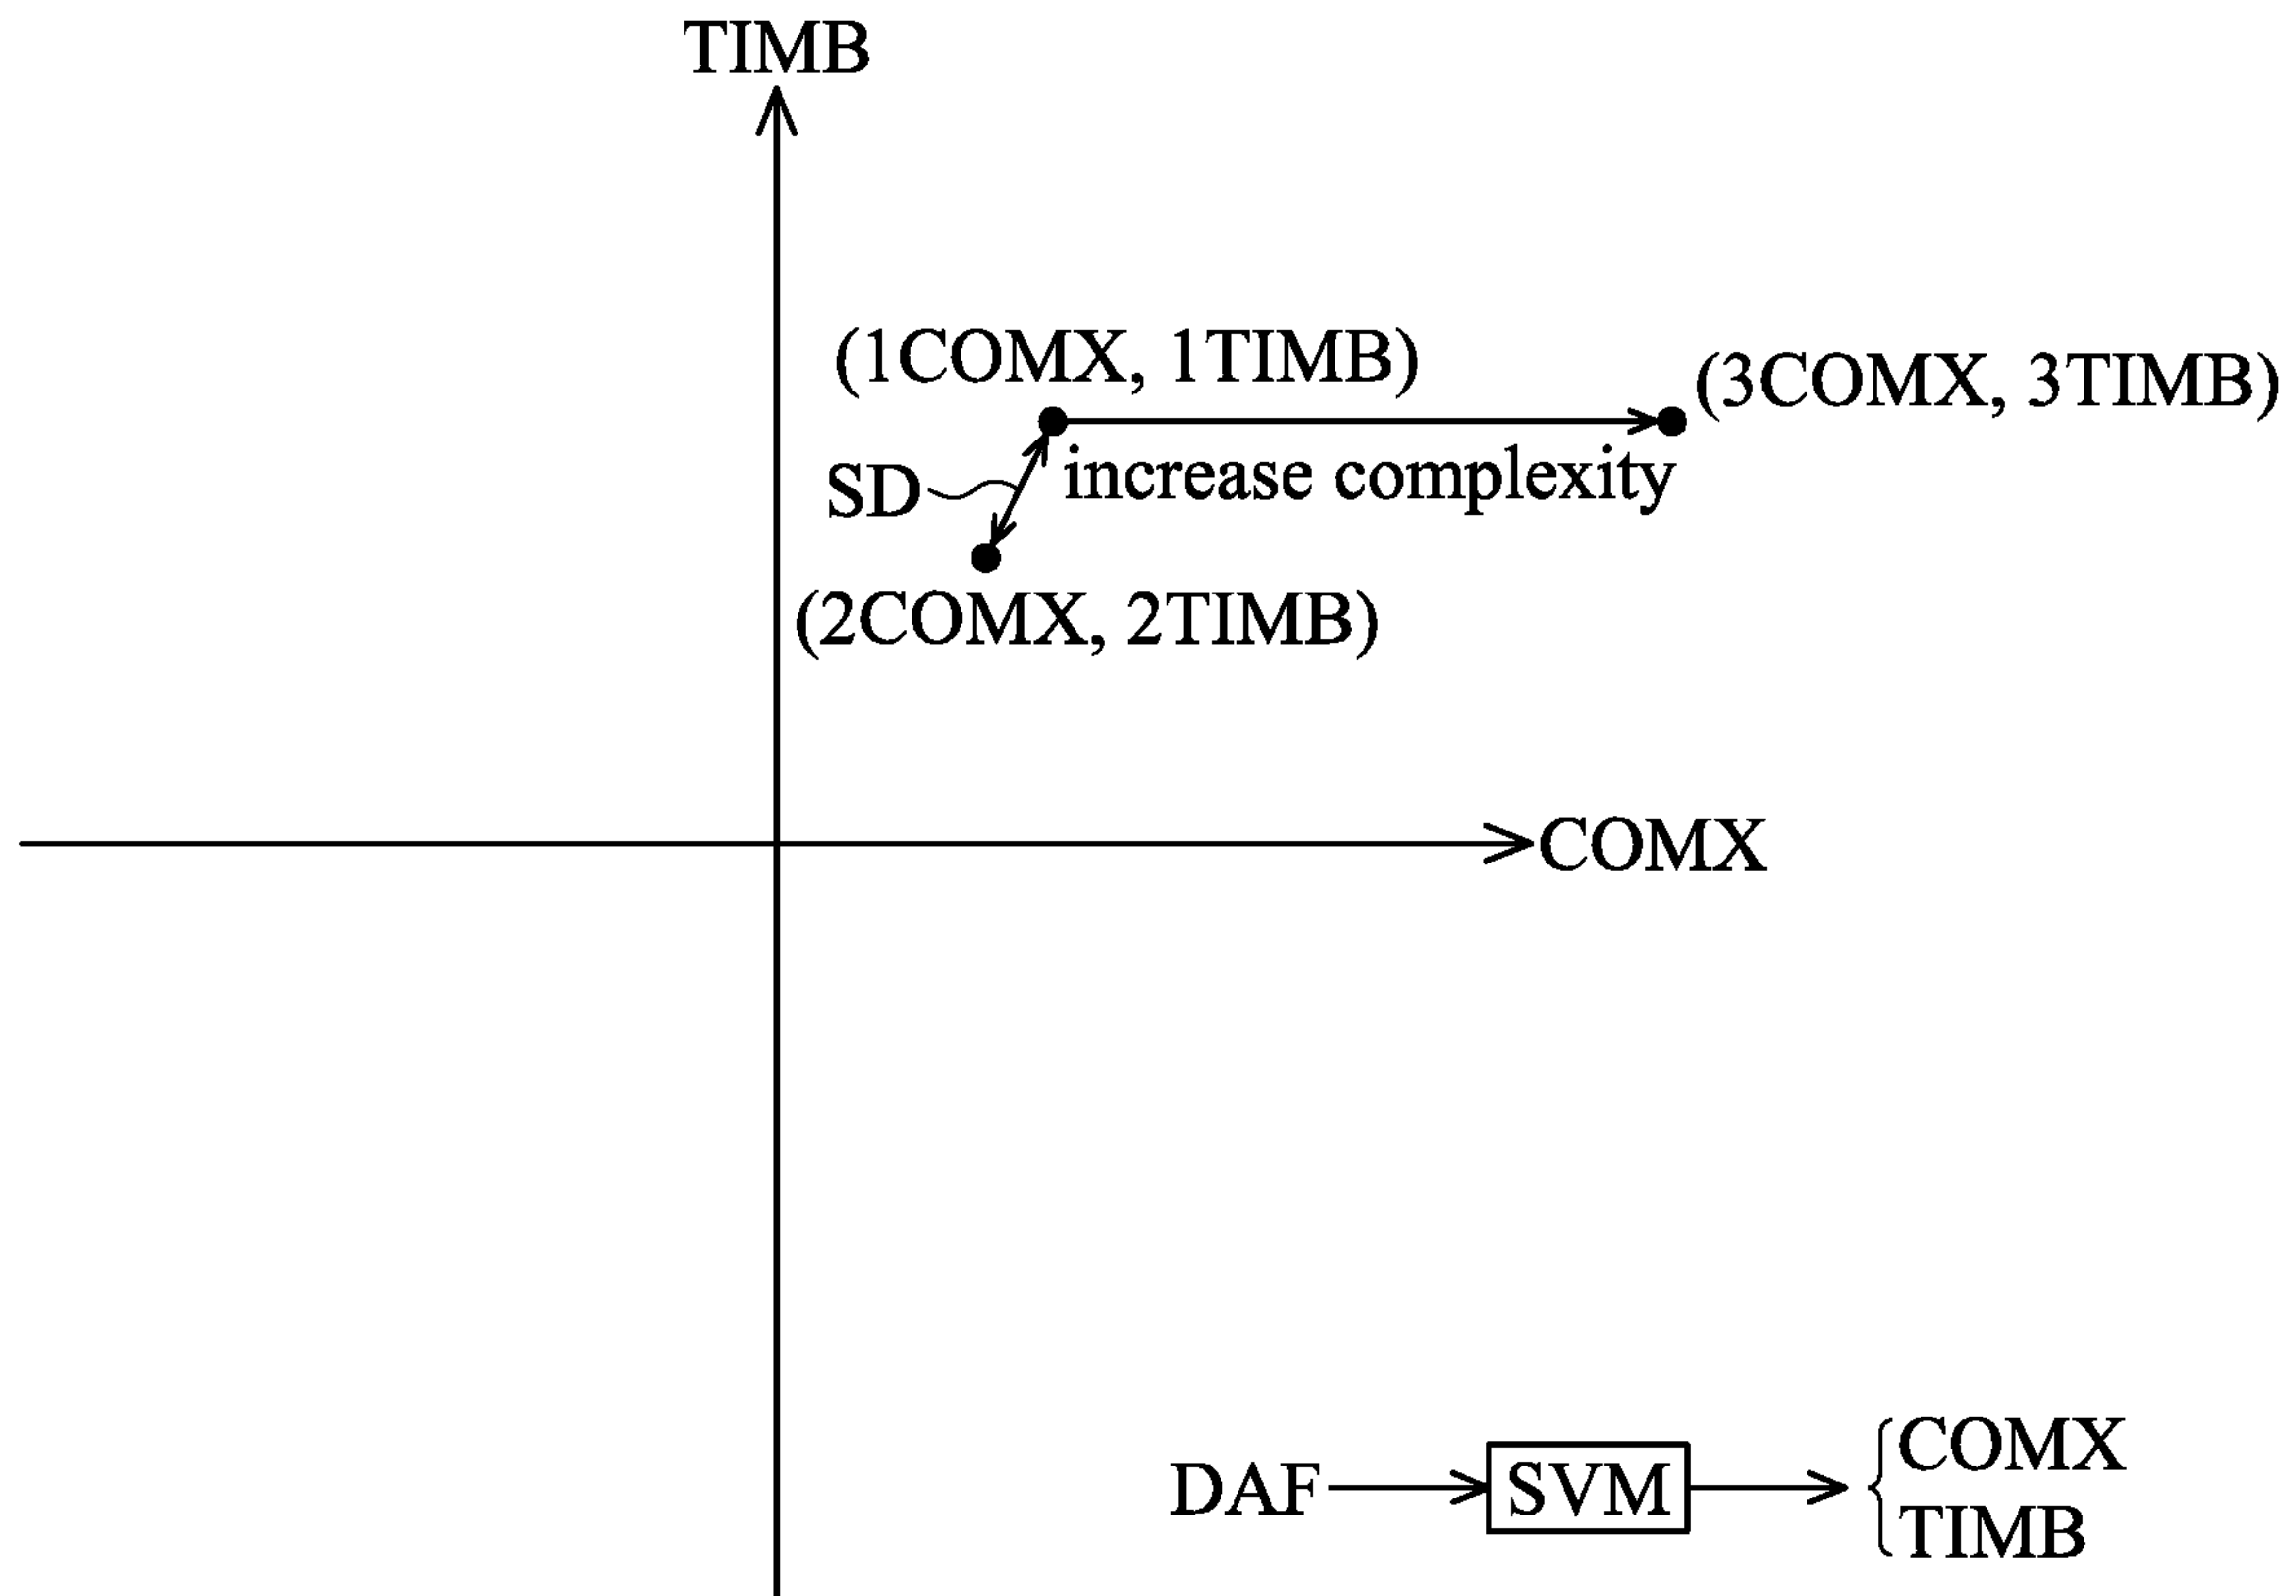 TIMB
(1COMX, 1TIMB)
(3COMX, 3TIMB)
SD
increase complexity
(2COMX, 2TIMB)
COMX
DAF
SVM
COMX
TIMB